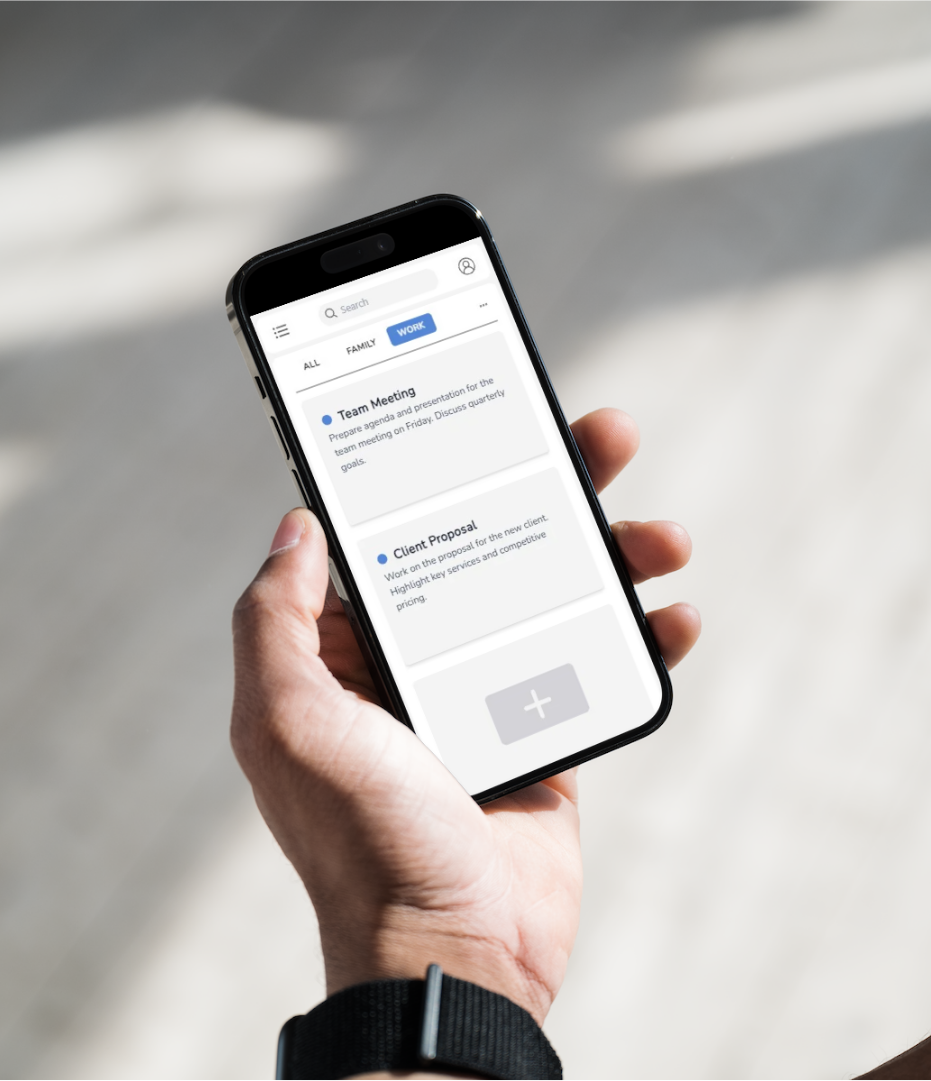 Search
ALL FAMILY WORK ...
Team Meeting
Prepare agenda and presentation for the
team meeting on Friday. Discuss quarterly
goals.
Client Proposal
Work on the proposal for the new client.
Highlight key services and competitive
pricing.